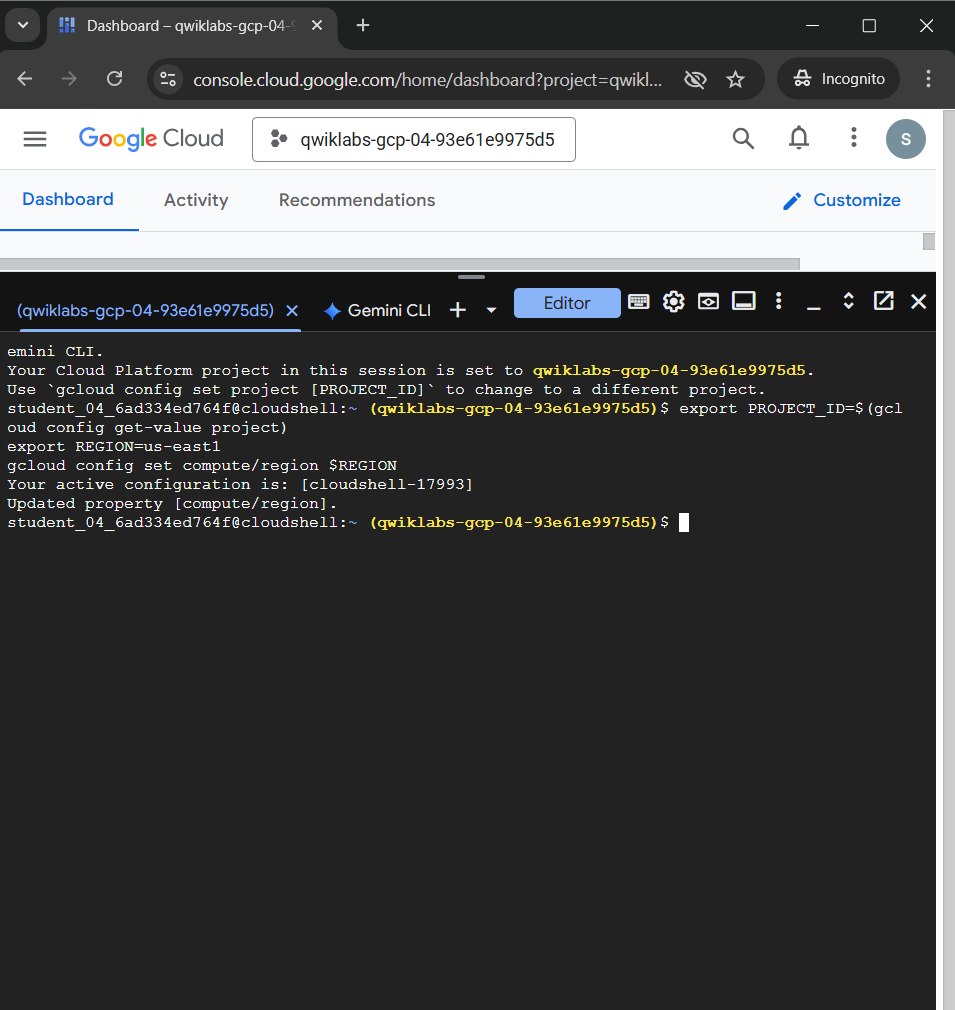 Dashboard – qwiklabs-gcp-04-
console.cloud.google.com/home/dashboard?project=qwikl...
Incognito
Google Cloud
qwiklabs-gcp-04-93e61e9975d5
S
Dashboard
Activity
Recommendations
Customize
(qwiklabs-gcp-04-93e61e9975d5)
Gemini CLI
Editor
emini CLI.
Your Cloud Platform project in this session is set to qwiklabs-gcp-04-93e61e9975d5.
Use `gcloud config set project [PROJECT_ID]` to change to a different project.
student_04_6ad334ed764f@cloudshell:~ (qwiklabs-gcp-04-93e61e9975d5)$ export PROJECT_ID=$(gcl
oud config get-value project)
export REGION=us-east1
gcloud config set compute/region $REGION
Your active configuration is: [cloudshell-17993]
Updated property [compute/region].
student_04_6ad334ed764f@cloudshell:~ (qwiklabs-gcp-04-93e61e9975d5)$